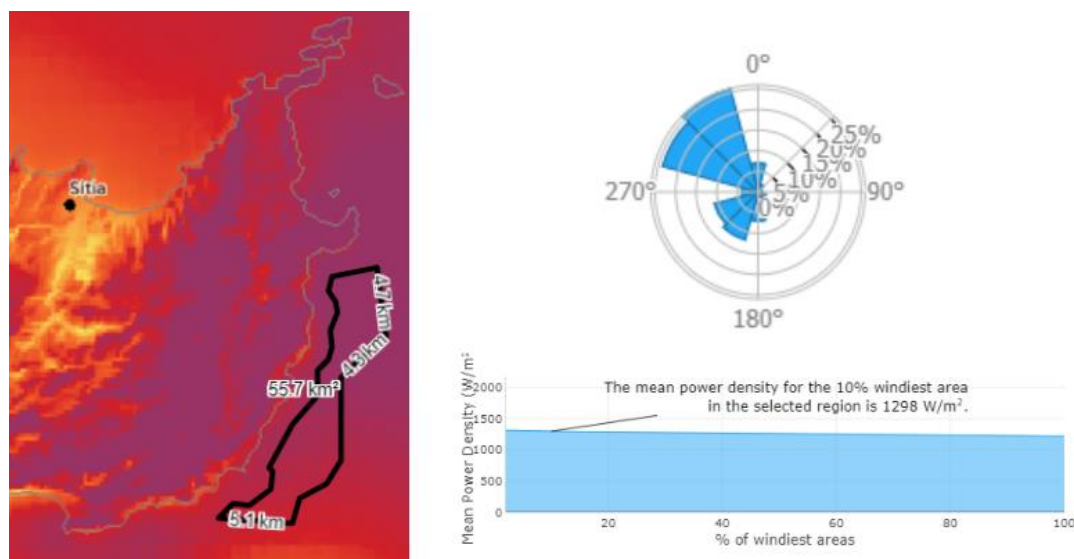 Sitia
4.7 km
4.3 km
55.7 km²
5.1 km
0°
25%
20%
15%
10%
5%
0%
270°
90°
180°
Mean Power Density (W/m²
2000
1500
1000
500
0
The mean power density for the 10% windiest area
in the selected region is 1298 W/m².
20
40
60
80
100
% of windiest areas